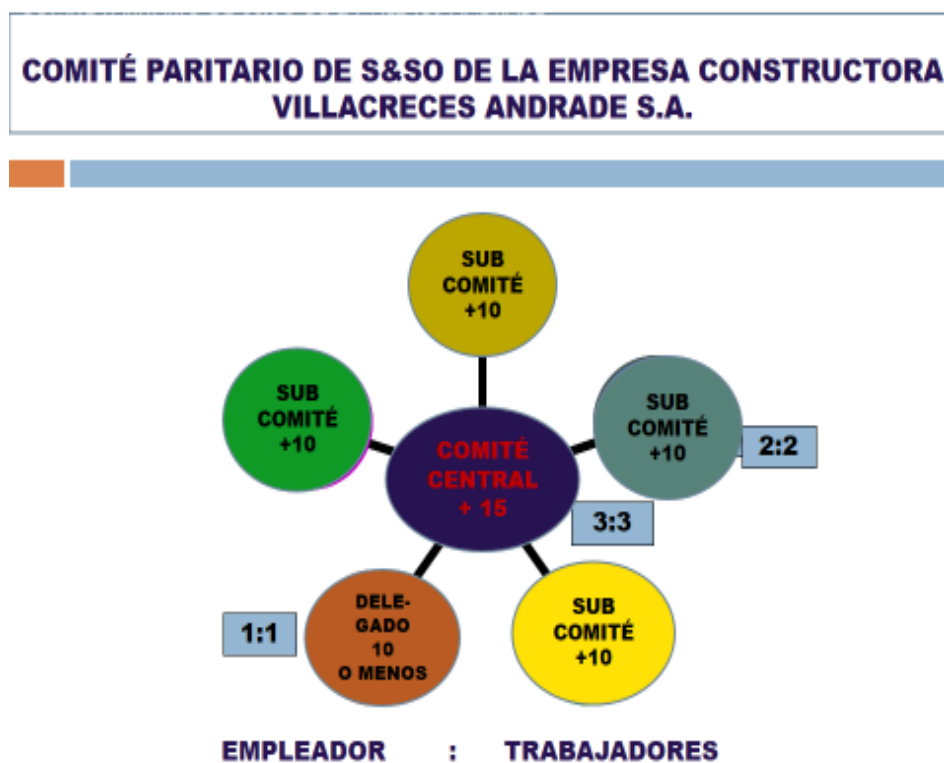 COMITÉ PARITARIO DE S&SO DE LA EMPRESA CONSTRUCTORA
VILLACRECES ANDRADE S.A.
SUB
COMITÉ
+10
SUB
COMITÉ
+10
SUB
COMITÉ
+10
2:2
COMITÉ
CENTRAL
+ 15
3:3
1:1
DELE-
GADO
10
O MENOS
SUB
COMITÉ
+10
EMPLEADOR : TRABAJADORES